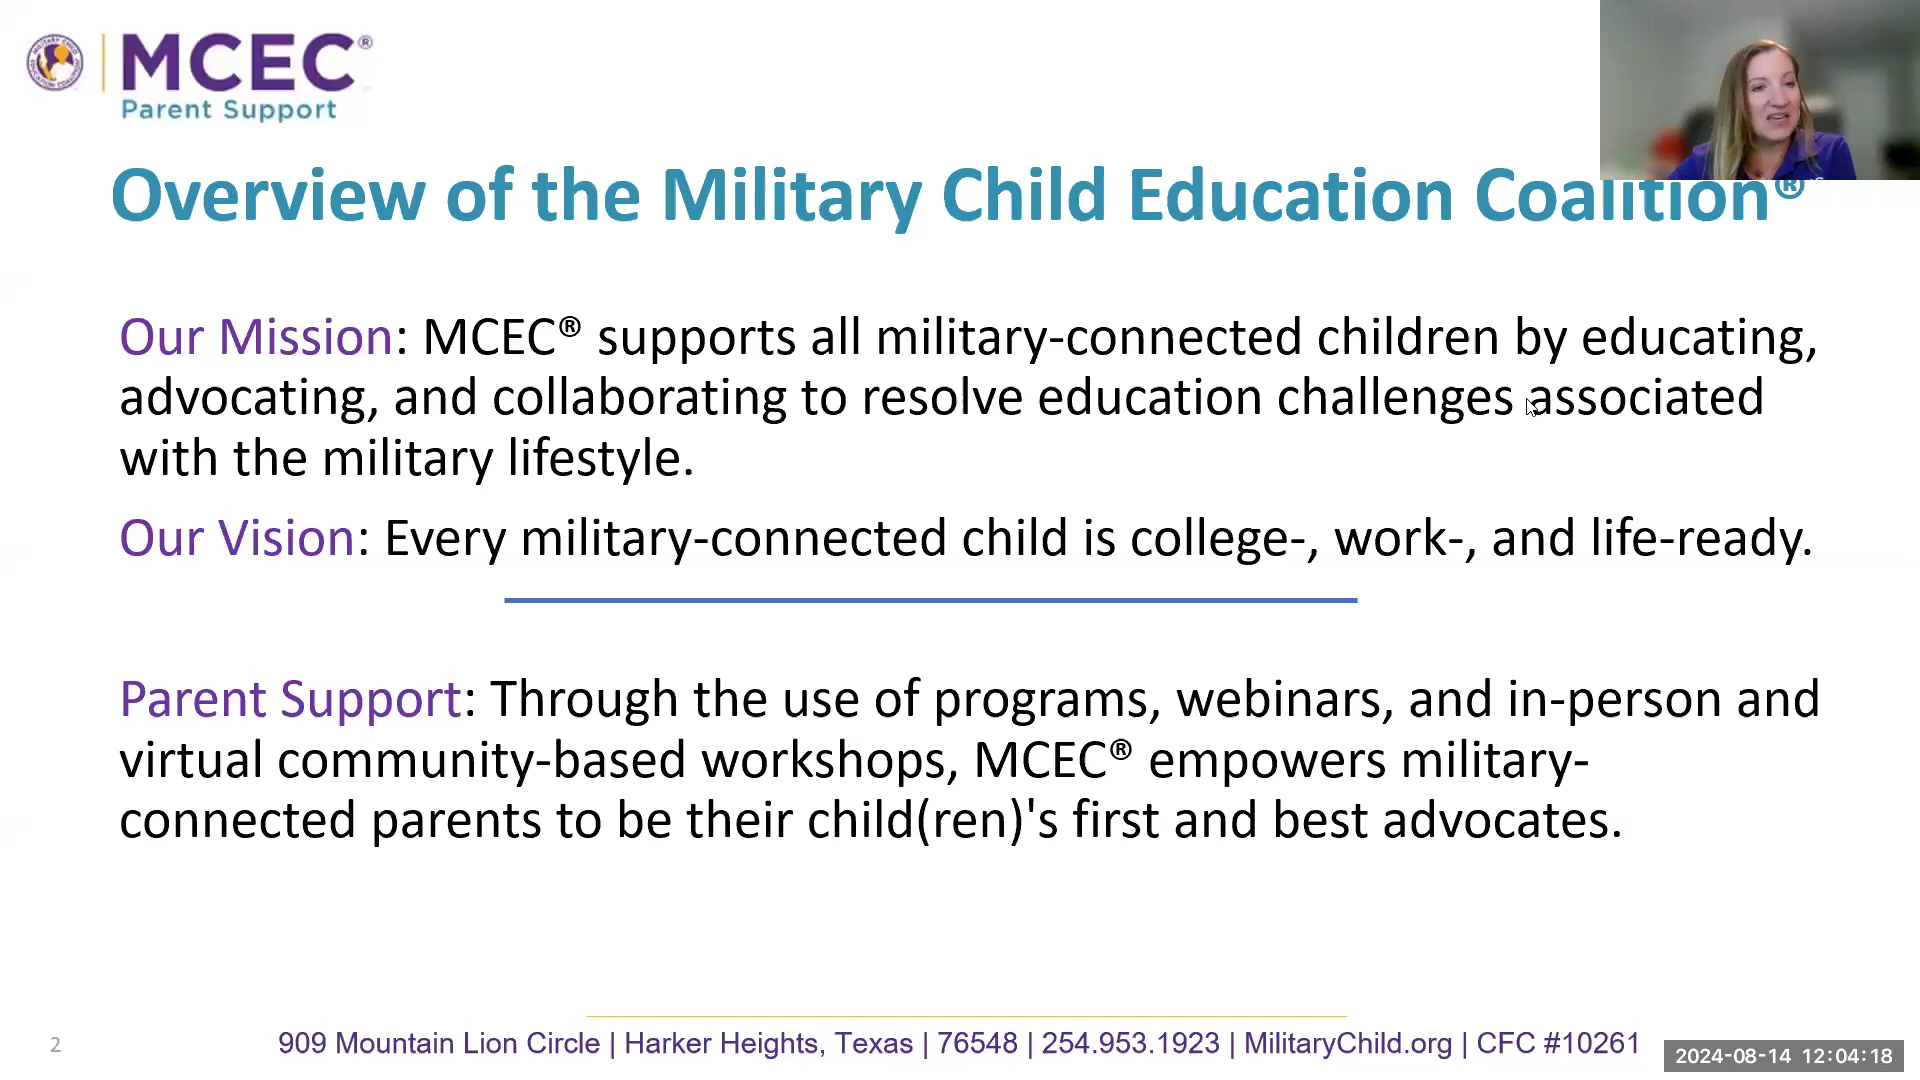 MILITARY CHILD EDUCATION COALITION
MCEC®
Parent Support
Overview of the Military Child Education Coalition®
Our Mission: MCEC® supports all military-connected children by educating,
advocating, and collaborating to resolve education challenges associated
with the military lifestyle.
Our Vision: Every military-connected child is college-, work-, and life-ready.
Parent Support: Through the use of programs, webinars, and in-person and
virtual community-based workshops, MCEC® empowers military-
connected parents to be their child(ren)'s first and best advocates.
2
909 Mountain Lion Circle | Harker Heights, Texas | 76548 | 254.953.1923 | MilitaryChild.org | CFC #10261
2024-08-14 12:04:18